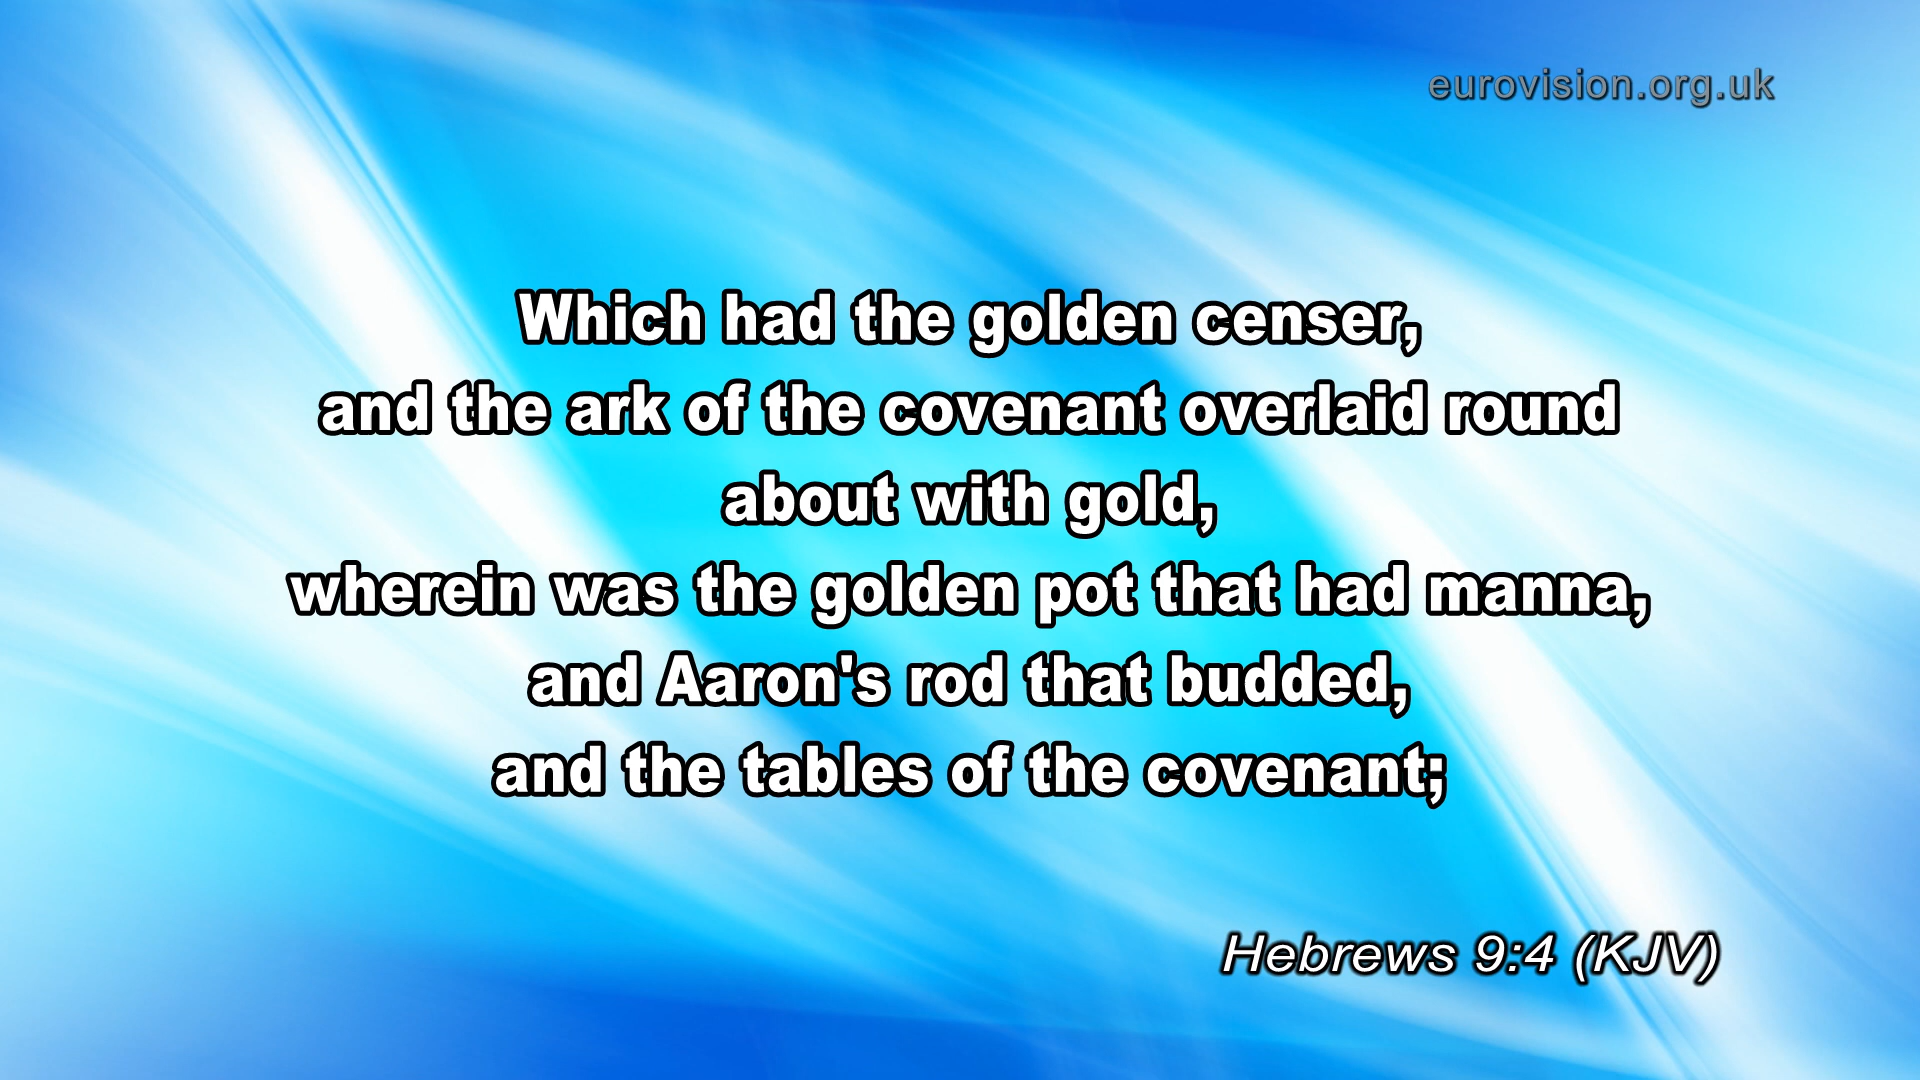 eurovision.org.uk
Which had the golden censer,
and the ark of the covenant overlaid round
about with gold,
wherein was the golden pot that had manna,
and Aaron's rod that budded,
and the tables of the covenant;
Hebrews 9:4 (KJV)